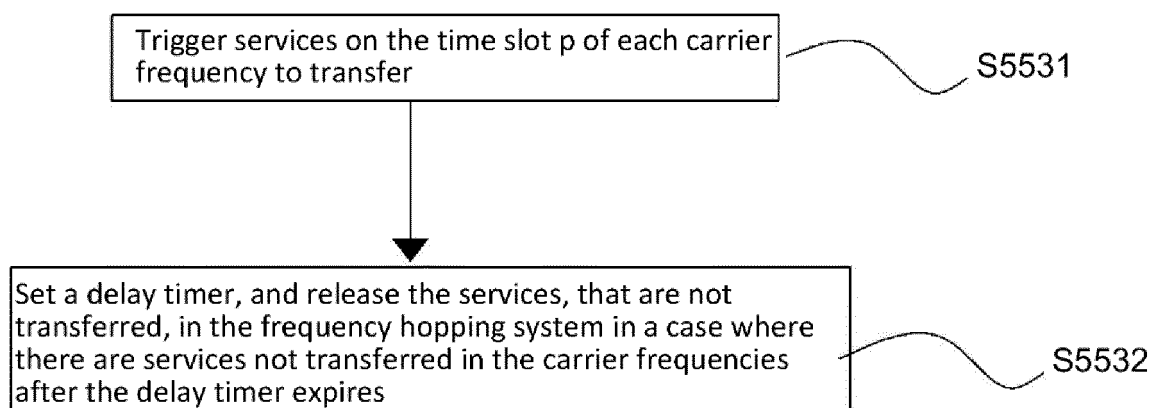 Trigger services on the time slot p of each carrier
frequency to transfer
S5531
Set a delay timer, and release the services, that are not
transferred, in the frequency hopping system in a case where
there are services not transferred in the carrier frequencies
after the delay timer expires
S5532